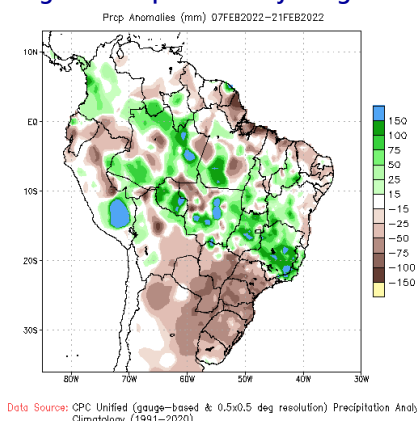 Prcp Anomalies (mm) 07FEB2022–21FEB2022
10N
EQ
10S
20S
30S
80W 70W 60W 50W 40W 30W
150
100
75
50
25
15
−15
−25
−50
−75
−100
−150
Data Source: CPC Unified (gauge-based & 0.5x0.5 deg resolution) Precipitation Analy
Climatology (1991–2020)